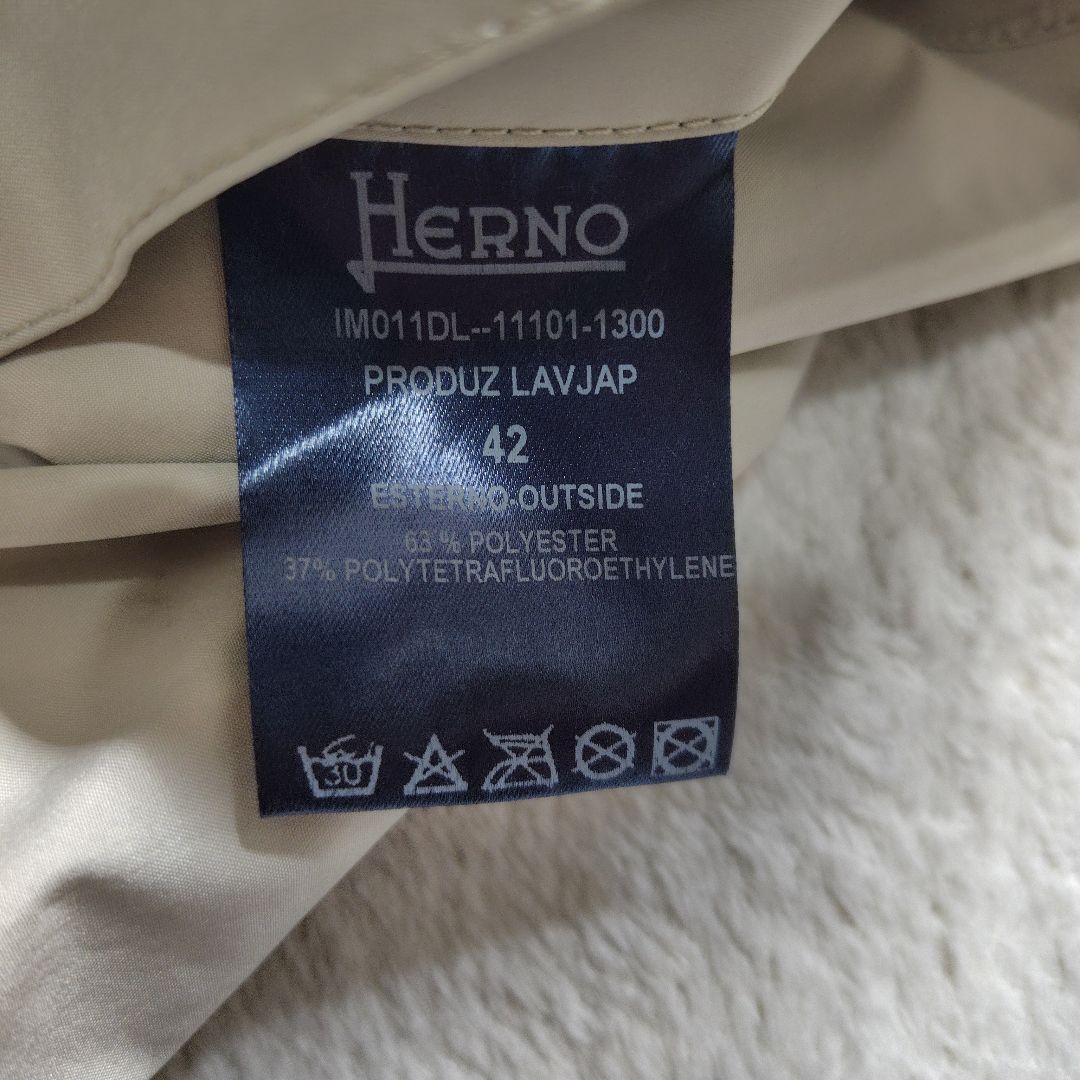 HERNO
IM011DL--11101-1300
PRODUZ LAVJAP
42
ESTERNO-OUTSIDE
63 % POLYESTER
37% POLYTETRAFLUOROETHYLENE
30